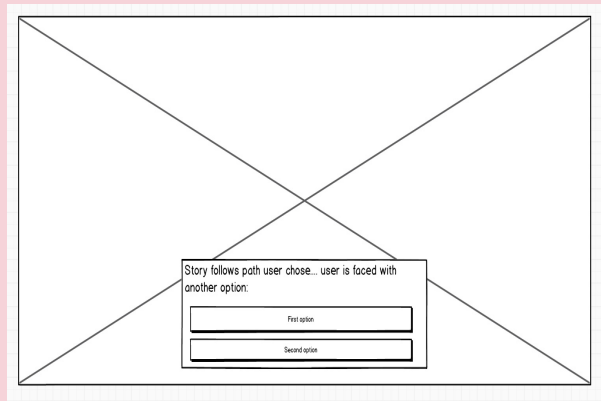 Story follows path user chose... user is faced with
another option:
First option
Second option